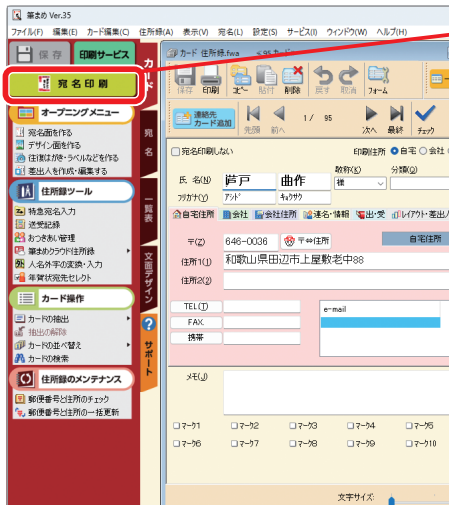 筆まめ Ver.35
ファイル(F) 編集(E) カード編集(C) 住所録(A) 表示(V) 宛名(L) 設定(S) サービス(I) ウィンドウ(W) ヘルプ(H)
保存 印刷サービス
カード 住所録.fwa ≤95カード
宛名印刷
カード
宛名
一覧表
文面デザイン
サポート
オープニングメニュー
宛名面を作る
デザイン面を作る
往復はがき・ラベルなどを作る
差出人を作成・編集する
住所録ツール
特急宛名入力
送受記録
おつきあい管理
筆まめクラウド住所録
人名外字の変換・入力
年賀状宛先セレクト
カード操作
カードの抽出
抽出の解除
カードの並べ替え
カードの検索
住所録のメンテナンス
郵便番号と住所のチェック
郵便番号と住所の一括更新
保存 印刷 コピー 貼付 削除 戻す 取消 フォーム
連絡先カード追加 先頭 前へ 1 / 95 次へ 最終 チェック
宛名印刷しない 印刷住所 自宅 会社
敬称(K) 分類(Q)
氏 名(N) 芦戸 曲作 様
フリガナ(Y) アシド キョクサク
自宅住所 会社 会社住所 連名・情報 出・受 レイアウト・差出人
〒(Z) 646-0036 〒⇔住所 自宅住所
住所1(1) 和歌山県田辺市上屋敷老中88
住所2(2)
TEL(T)
FAX
携帯
e-mail
メモ(J)
マーク1 マーク2 マーク3 マーク4 マーク5
マーク6 マーク7 マーク8 マーク9 マーク10
文字サイズ